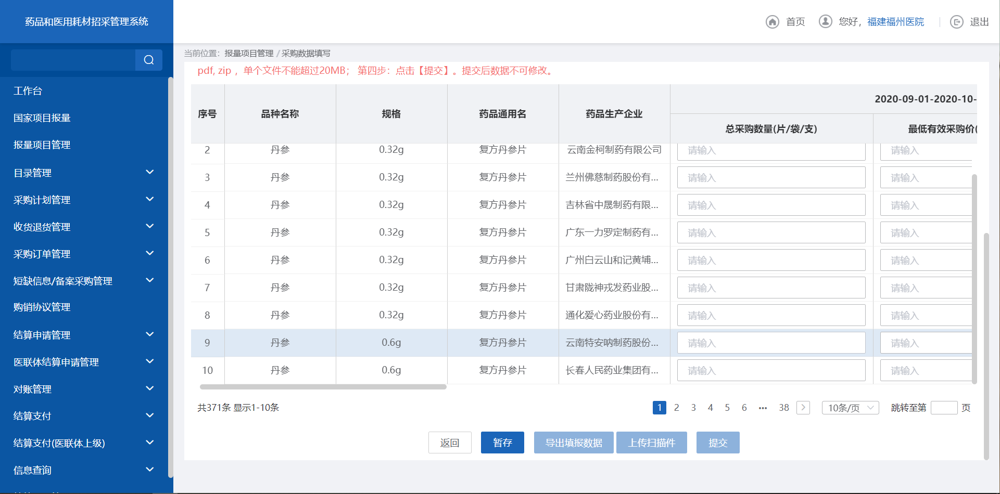 药品和医用耗材招采管理系统
首页
您好，福建福州医院
退出
工作台
国家项目报量
报量项目管理
目录管理
采购计划管理
收货退货管理
采购订单管理
短缺信息/备案采购管理
购销协议管理
结算申请管理
医联体结算申请管理
对账管理
结算支付
结算支付(医联体上级)
信息查询
当前位置：报量项目管理 / 采购数据填写
pdf, zip ，单个文件不能超过20MB； 第四步：点击【提交】。提交后数据不可修改。
序号 品种名称 规格 药品通用名 药品生产企业 2020-09-01-2020-10-
总采购数量(片/袋/支) 最低有效采购价(
2 丹参 0.32g 复方丹参片 云南金柯制药有限公司 请输入 请输入
3 丹参 0.32g 复方丹参片 兰州佛慈制药股份有... 请输入 请输入
4 丹参 0.32g 复方丹参片 吉林省中晟制药有限... 请输入 请输入
5 丹参 0.32g 复方丹参片 广东一力罗定制药有... 请输入 请输入
6 丹参 0.32g 复方丹参片 广州白云山和记黄埔... 请输入 请输入
7 丹参 0.32g 复方丹参片 甘肃陇神戎发药业股... 请输入 请输入
8 丹参 0.32g 复方丹参片 通化爱心药业股份有... 请输入 请输入
9 丹参 0.6g 复方丹参片 云南特安呐制药股份... 请输入 请输入
10 丹参 0.6g 复方丹参片 长春人民药业集团有... 请输入 请输入
共371条 显示1-10条
1 2 3 4 5 6 ••• 38 > 10条/页 跳转至第 页
返回 暂存 导出填报数据 上传扫描件 提交